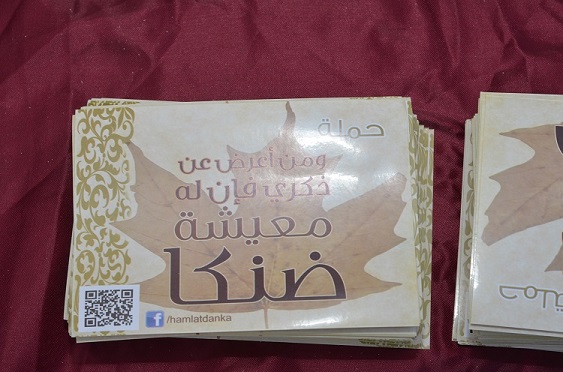 حملة
ومن أعرض عن
ذكري فإن له
معيشة
ضنكا
/hamlatdanka